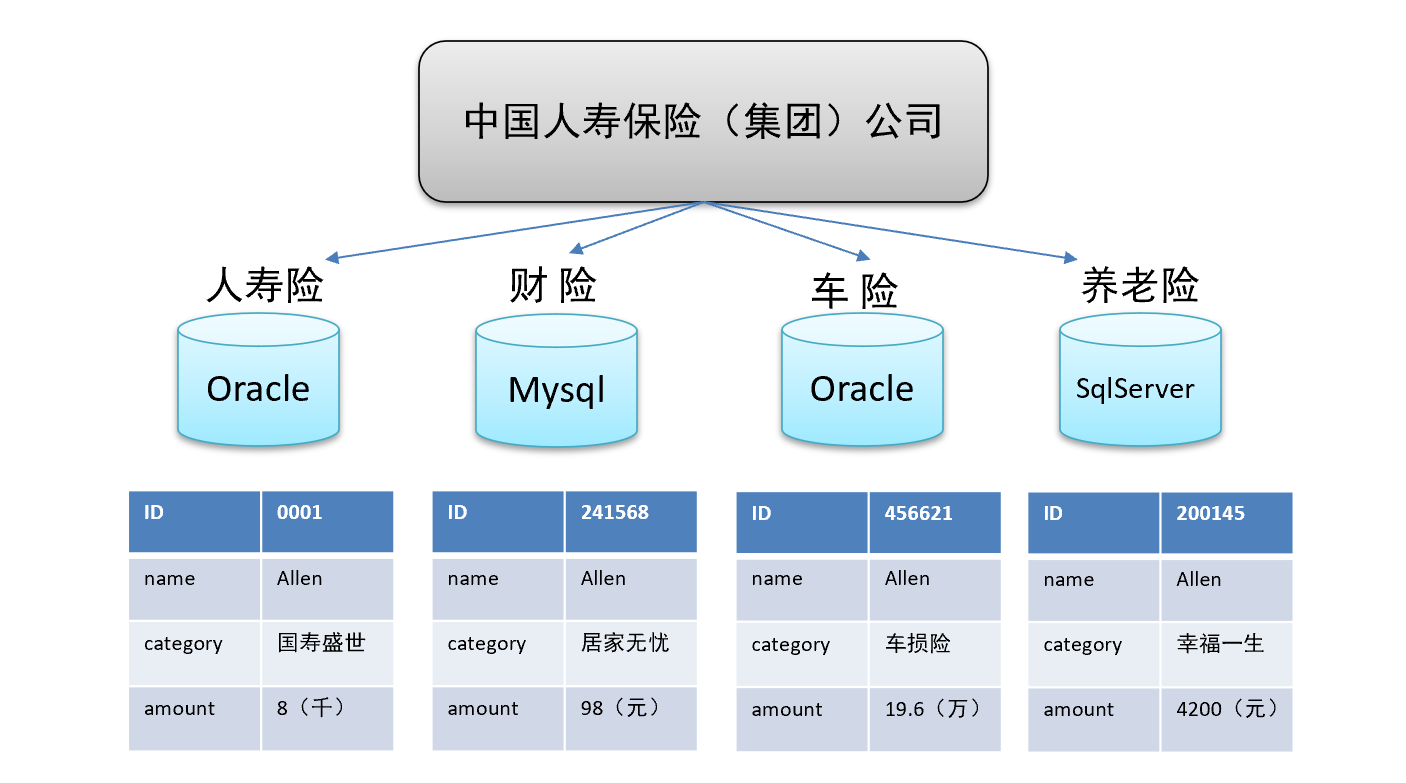 中国人寿保险（集团）公司
人寿险
财 险
车 险
养老险
Oracle
Mysql
Oracle
SqlServer
ID 0001
name Allen
category 国寿盛世
amount 8（千）
ID 241568
name Allen
category 居家无忧
amount 98（元）
ID 456621
name Allen
category 车损险
amount 19.6（万）
ID 200145
name Allen
category 幸福一生
amount 4200（元）